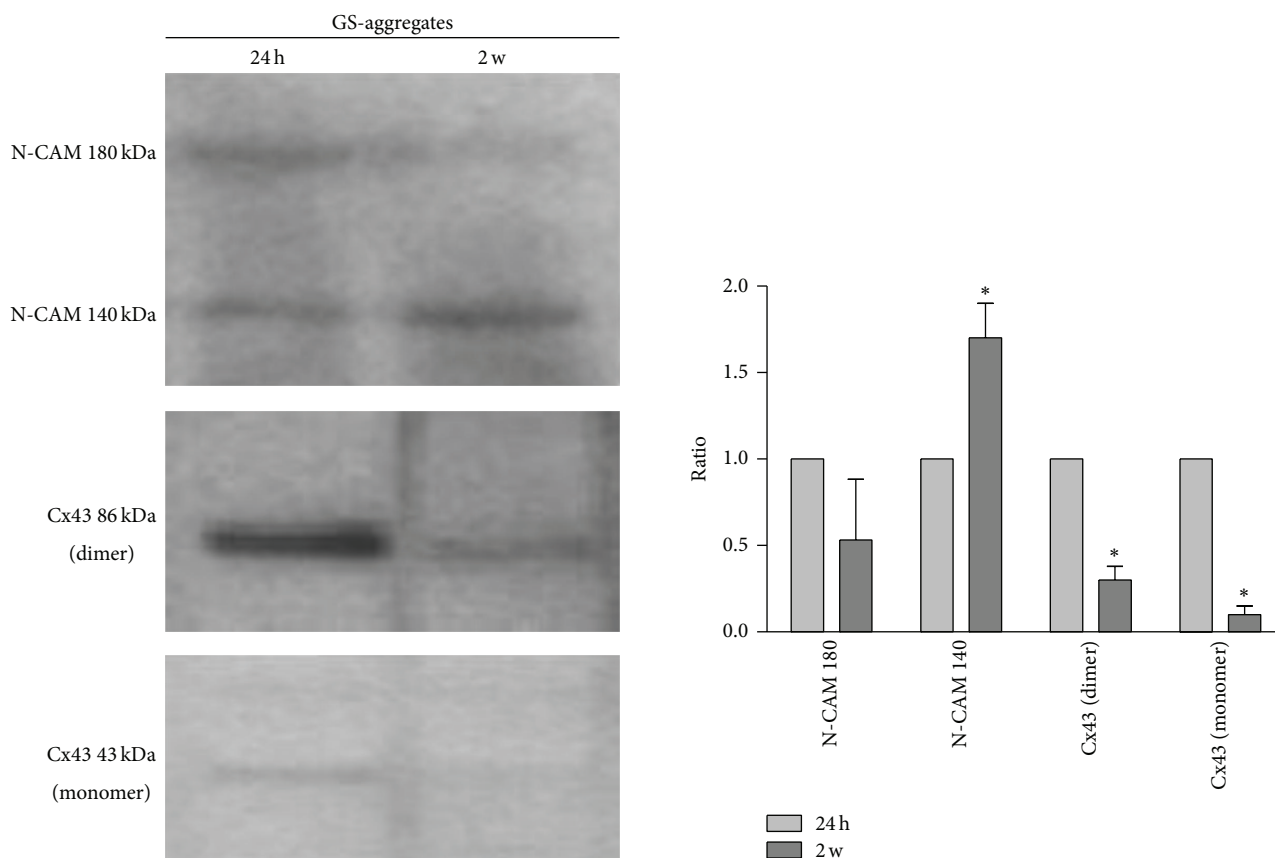 GS-aggregates
24 h
2 w
N-CAM 180 kDa
N-CAM 140 kDa
Cx43 86 kDa
(dimer)
Cx43 43 kDa
(monomer)
2.0
1.5
1.0
0.5
0.0
Ratio
*
*
*
N-CAM 180
N-CAM 140
Cx43 (dimer)
Cx43 (monomer)
24 h
2 w